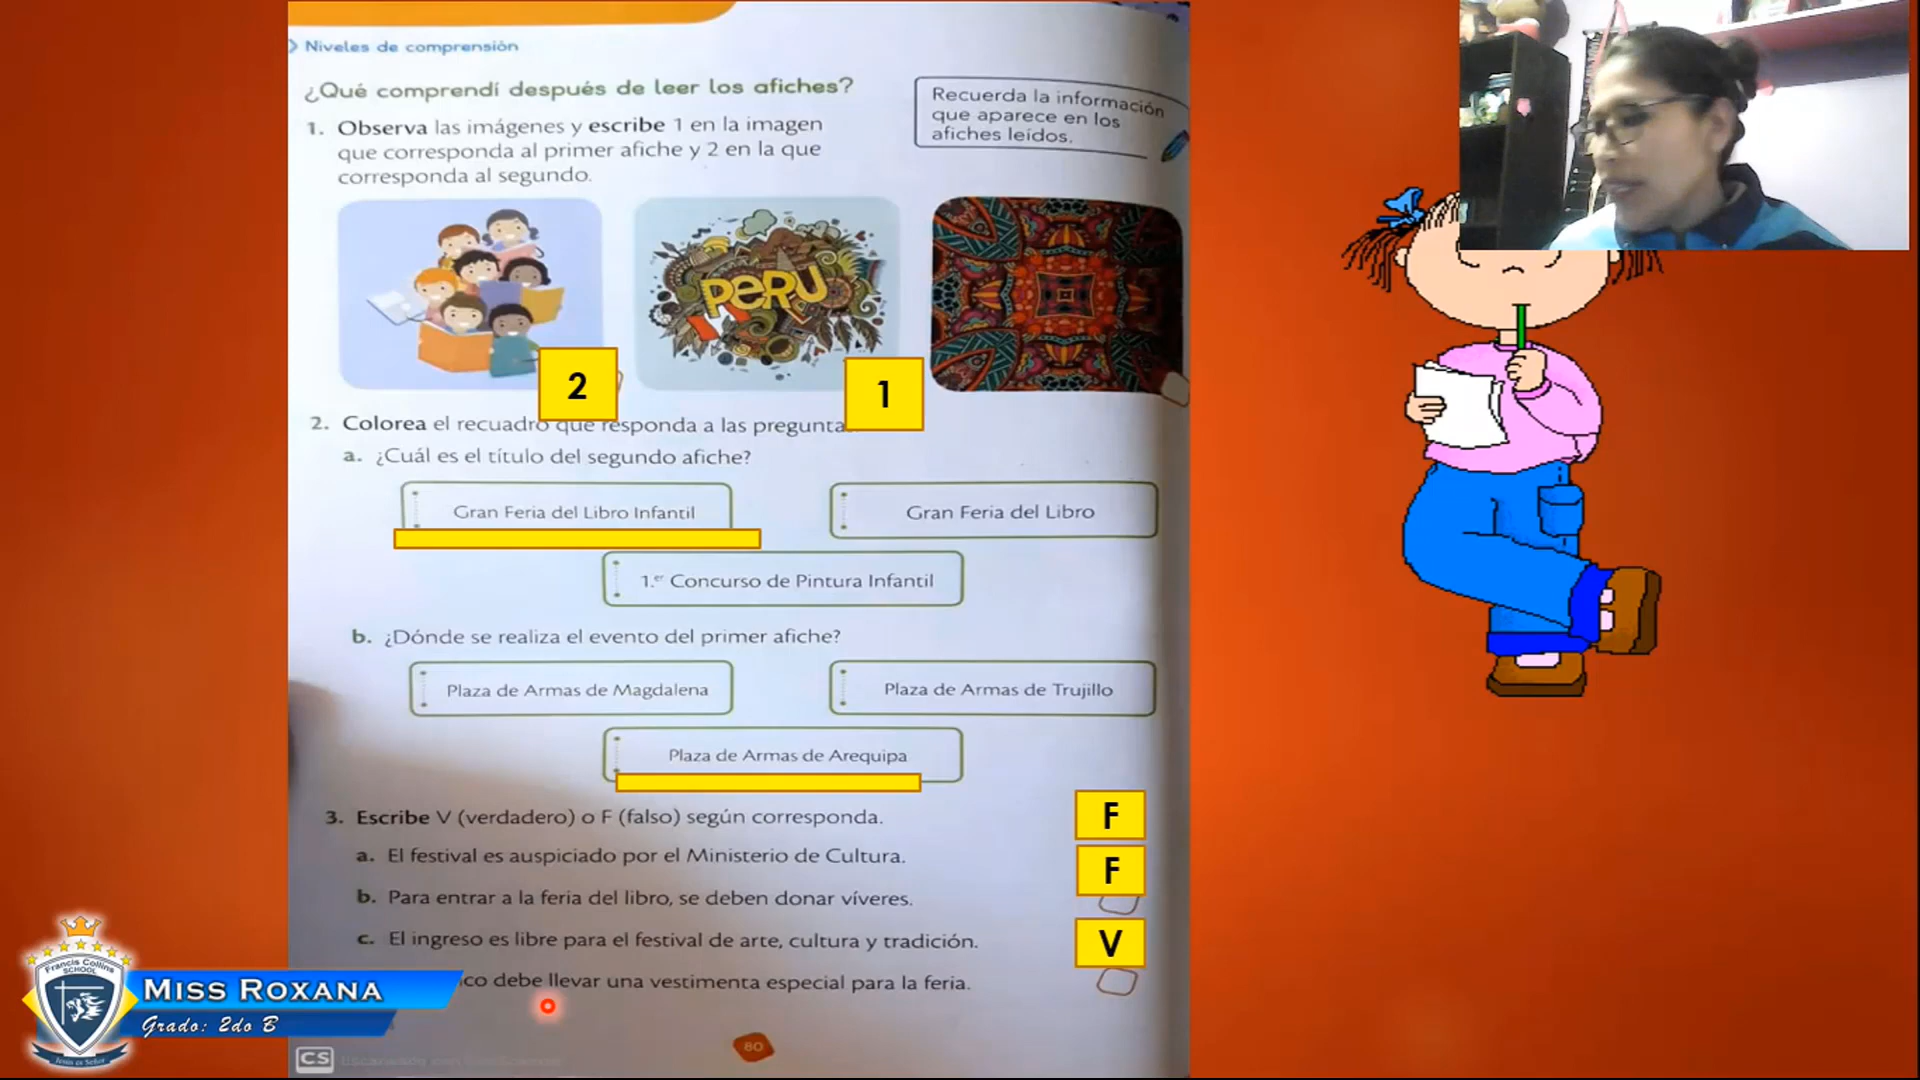 Niveles de comprensión
¿Qué comprendí después de leer los afiches?
Recuerda la información
que aparece en los
afiches leídos.
1. Observa las imágenes y escribe 1 en la imagen
que corresponda al primer afiche y 2 en la que
corresponda al segundo.
PERU
2
1
2. Colorea el recuadro que responda a las pregunta
a. ¿Cuál es el título del segundo afiche?
Gran Feria del Libro Infantil
Gran Feria del Libro
1.er Concurso de Pintura Infantil
b. ¿Dónde se realiza el evento del primer afiche?
Plaza de Armas de Magdalena
Plaza de Armas de Trujillo
Plaza de Armas de Arequipa
3. Escribe V (verdadero) o F (falso) según corresponda.
F
a. El festival es auspiciado por el Ministerio de Cultura.
F
b. Para entrar a la feria del libro, se deben donar víveres.
c. El ingreso es libre para el festival de arte, cultura y tradición.
V
ico debe llevar una vestimenta especial para la feria.
Francis Collins
SCHOOL
Miss Roxana
Grado: 2do B
80
CS